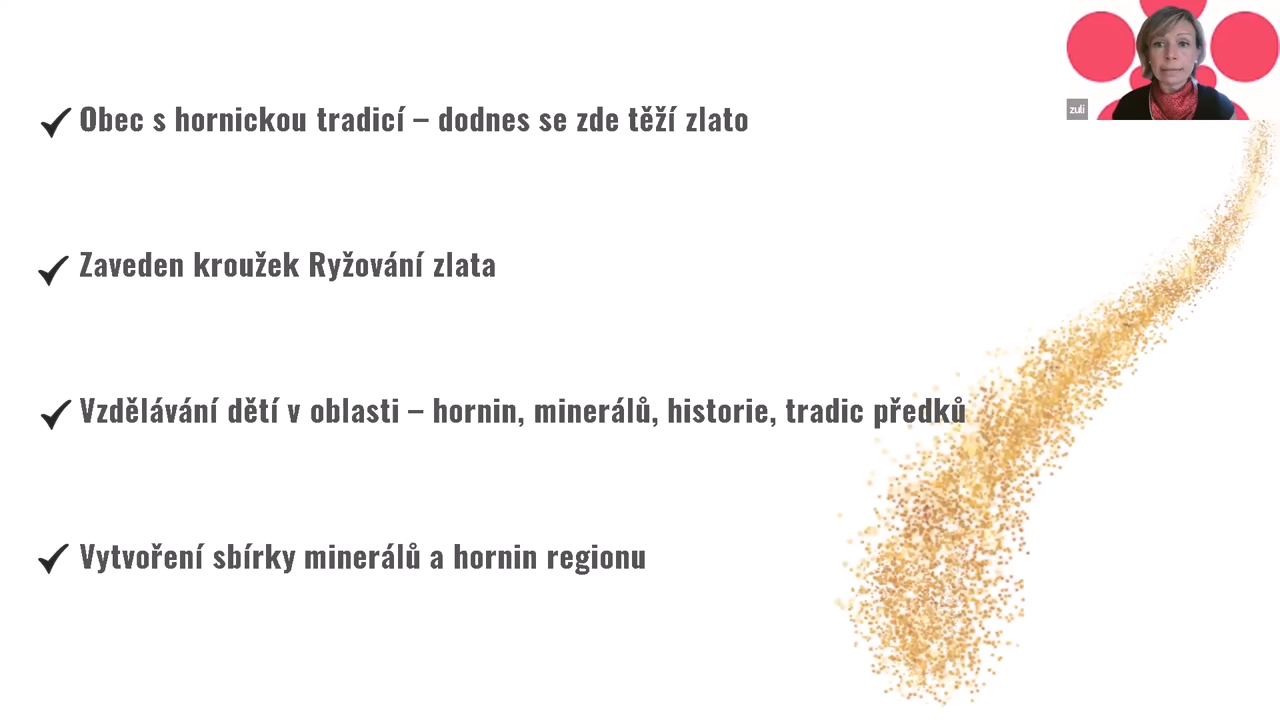 Obec s hornickou tradicí – dodnes se zde těží zlato
Zaveden kroužek Ryžování zlata
Vzdělávání dětí v oblasti – hornin, minerálů, historie, tradic předků
Vytvoření sbírky minerálů a hornin regionu
zuli